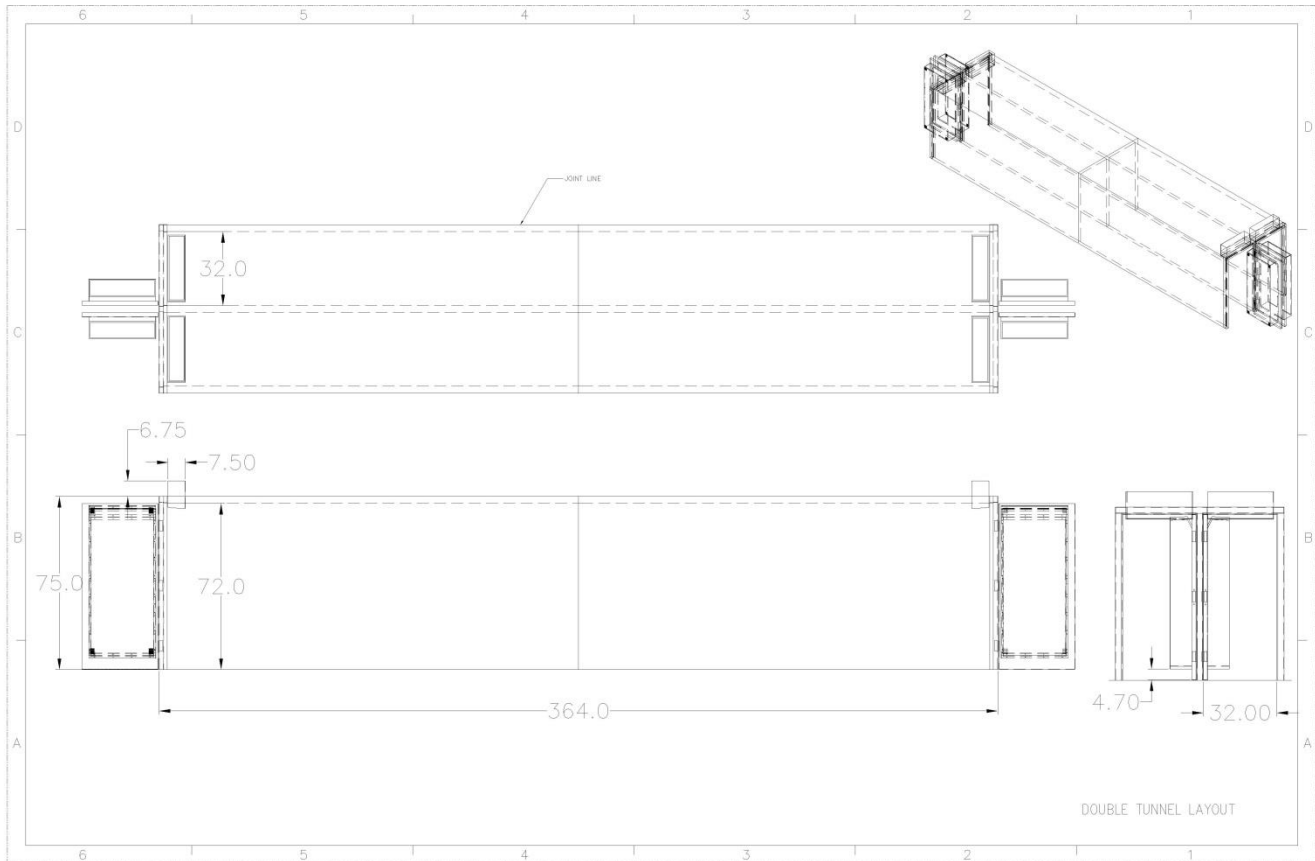 6 5 4 3 2 1
D D
JOINT LINE
32.0
C C
6.75
7.50
B B
75.0 72.0
4.70 32.00
364.0
A A
DOUBLE TUNNEL LAYOUT
6 5 4 3 2 1